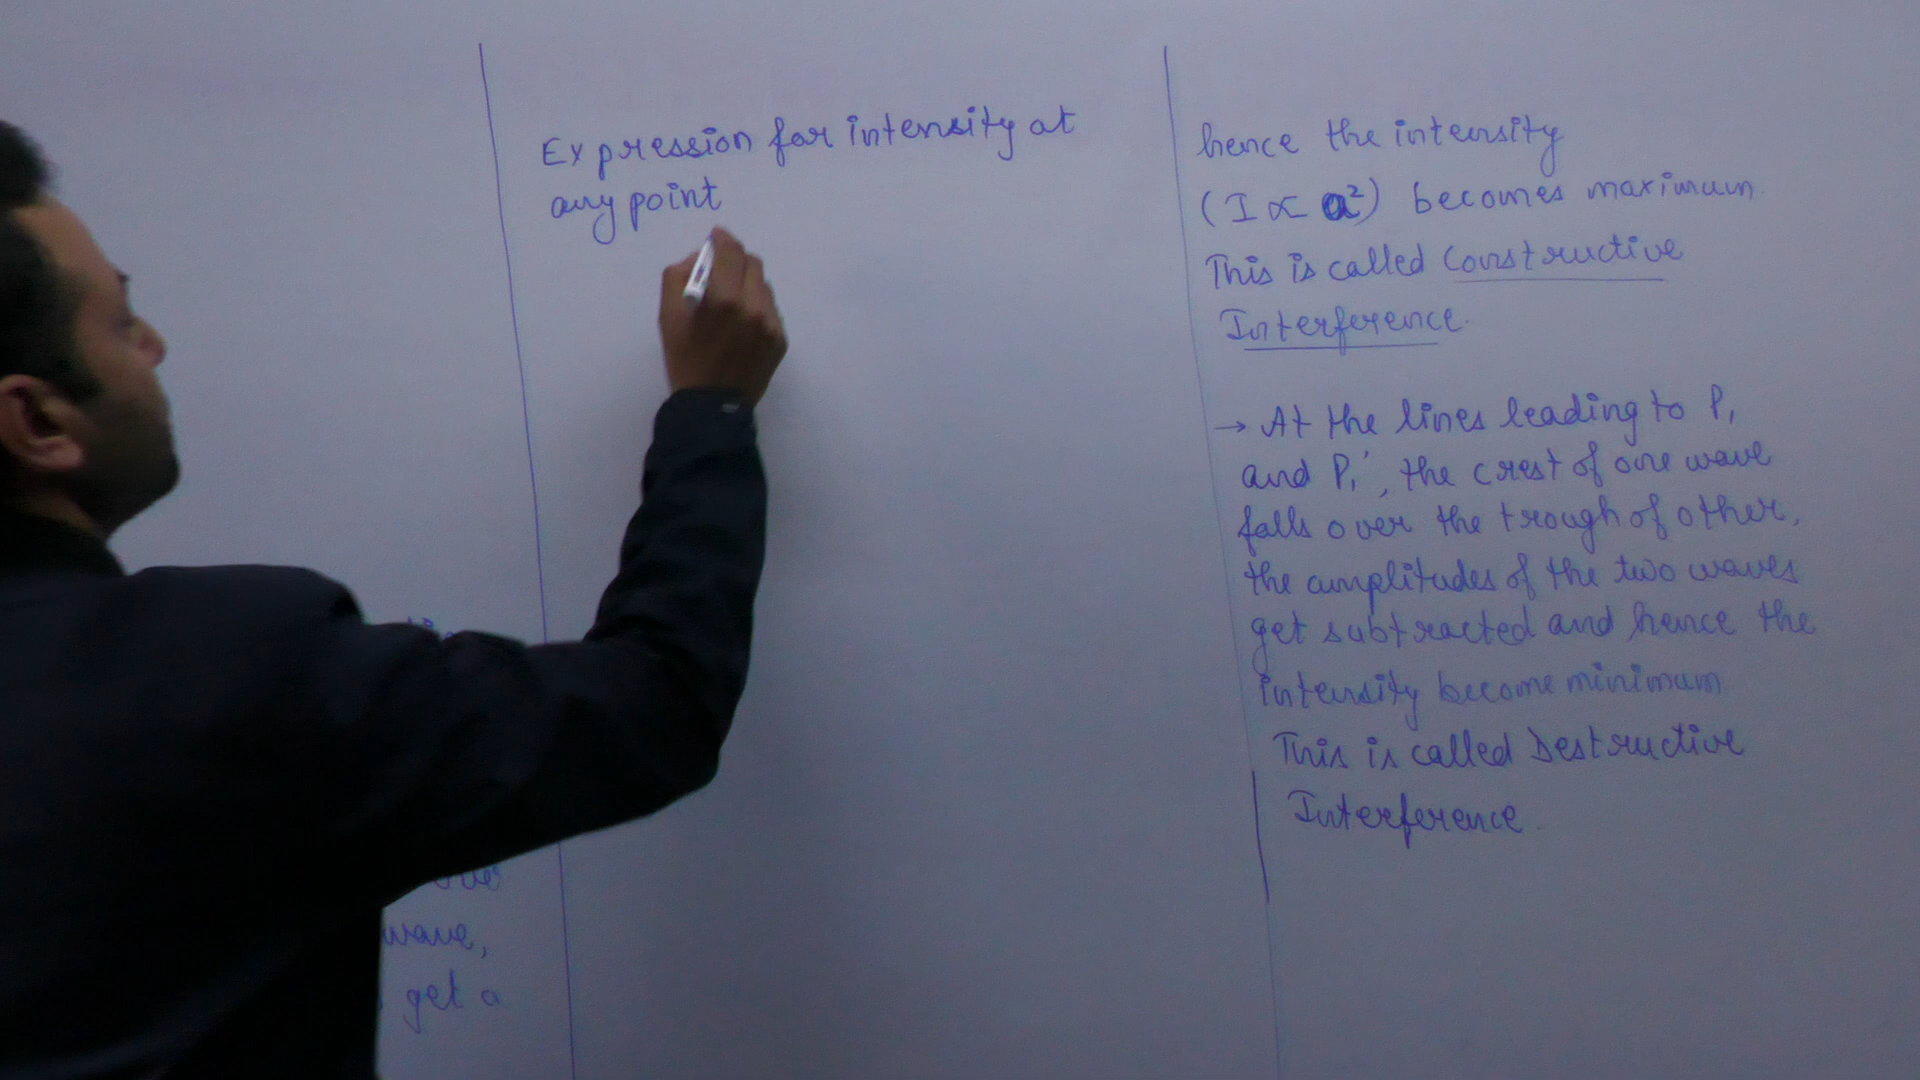 wave,
get a
Expression for intensity at
any point
hence the intensity
(I ∝ a²) becomes maximum
This is called Constructive
Interference.
→ At the lines leading to P₁
and P₁', the crest of one wave
falls over the trough of other,
the amplitudes of the two waves
get subtracted and hence the
intensity become minimum
This is called Destructive
Interference.